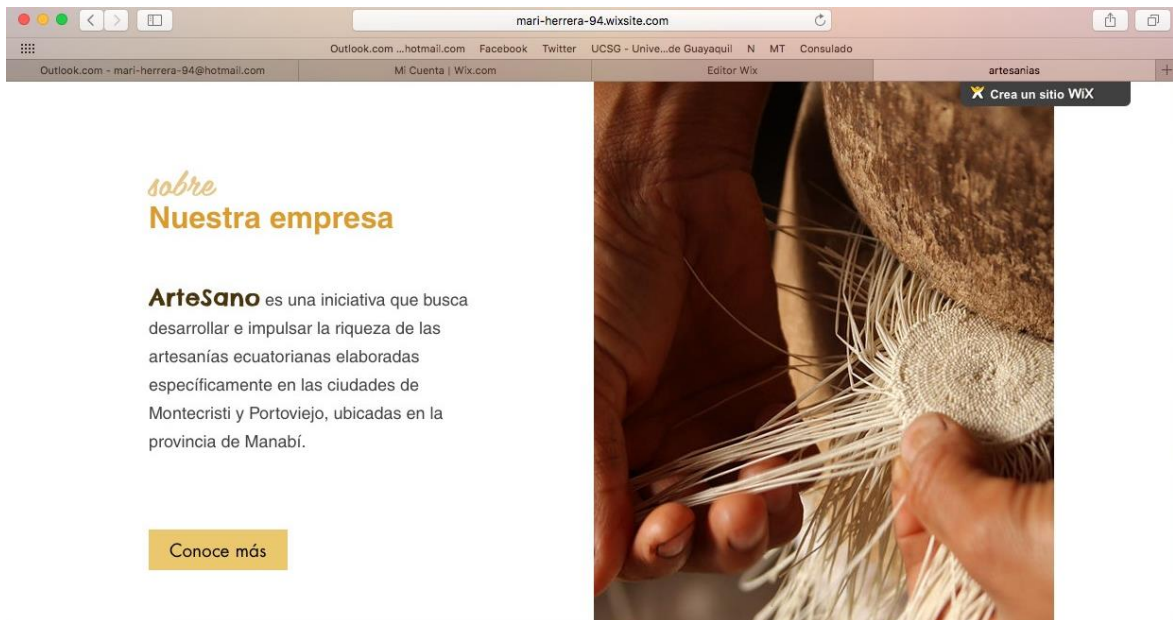 mari-herrera-94.wixsite.com
Outlook.com ...hotmail.com Facebook Twitter UCSG - Unive...de Guayaquil N MT Consulado
Outlook.com - mari-herrera-94@hotmail.com Mi Cuenta | Wix.com Editor Wix artesanias
Crea un sitio WiX
sobre
Nuestra empresa
ArteSano es una iniciativa que busca
desarrollar e impulsar la riqueza de las
artesanías ecuatorianas elaboradas
específicamente en las ciudades de
Montecristi y Portoviejo, ubicadas en la
provincia de Manabí.
Conoce más